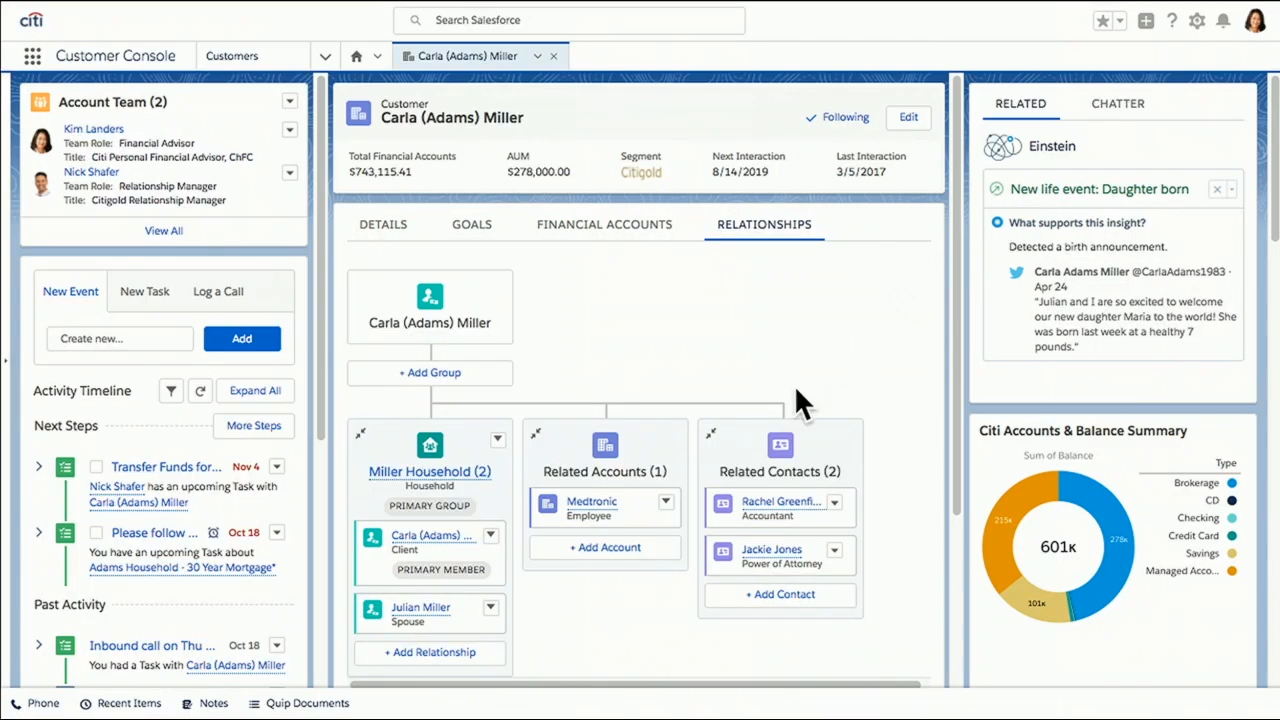 citi
Search Salesforce
Customer Console
Customers
Carla (Adams) Miller
Account Team (2)
Kim Landers
Team Role: Financial Advisor
Title: Citi Personal Financial Advisor, ChFC
Nick Shafer
Team Role: Relationship Manager
Title: Citigold Relationship Manager
View All
New Event
New Task
Log a Call
Create new...
Add
Activity Timeline
Expand All
Next Steps
More Steps
Transfer Funds for...
Nov 4
Nick Shafer has an upcoming Task with
Carla (Adams) Miller
Please follow ...
Oct 18
You have an upcoming Task about
Adams Household - 30 Year Mortgage*
Past Activity
Inbound call on Thu ...
Oct 18
You had a Task with Carla (Adams) Miller
Customer
Carla (Adams) Miller
Following
Edit
Total Financial Accounts
$743,115.41
AUM
$278,000.00
Segment
Citigold
Next Interaction
8/14/2019
Last Interaction
3/5/2017
DETAILS
GOALS
FINANCIAL ACCOUNTS
RELATIONSHIPS
Carla (Adams) Miller
+ Add Group
Miller Household (2)
Household
PRIMARY GROUP
Carla (Adams) ...
Client
PRIMARY MEMBER
Julian Miller
Spouse
+ Add Relationship
Related Accounts (1)
Medtronic
Employee
+ Add Account
Related Contacts (2)
Rachel Greenfi...
Accountant
Jackie Jones
Power of Attorney
+ Add Contact
RELATED
CHATTER
Einstein
New life event: Daughter born
What supports this insight?
Detected a birth announcement.
Carla Adams Miller @CarlaAdams1983 ·
Apr 24
"Julian and I are so excited to welcome
our new daughter Maria to the world! She
was born last week at a healthy 7
pounds."
Citi Accounts & Balance Summary
Sum of Balance
Type
Brokerage
CD
Checking
Credit Card
Savings
Managed Acco...
215K
278K
601K
101K
Phone
Recent Items
Notes
Quip Documents